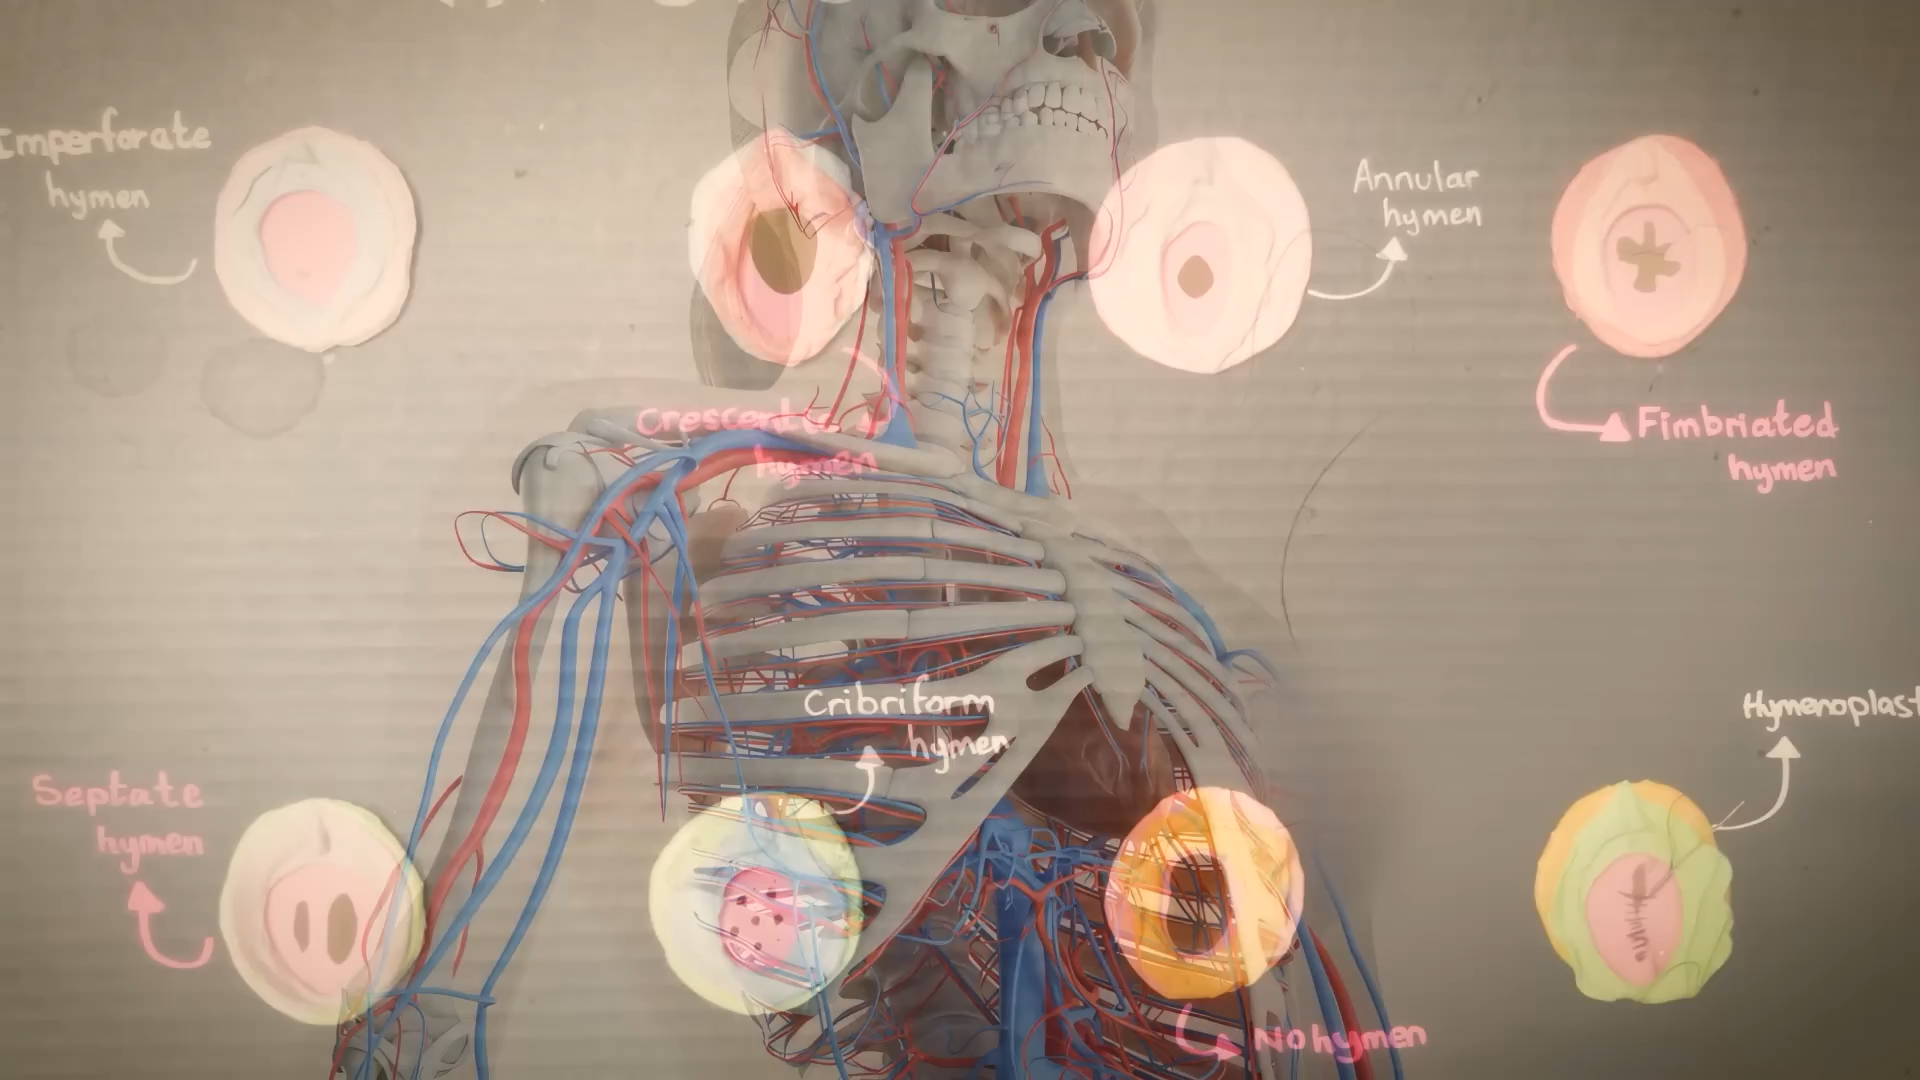 Imperforate
hymen
Annular
hymen
Crescentic
hymen
Fimbriated
hymen
Cribriform
hymen
Hymenoplast
Septate
hymen
No hymen